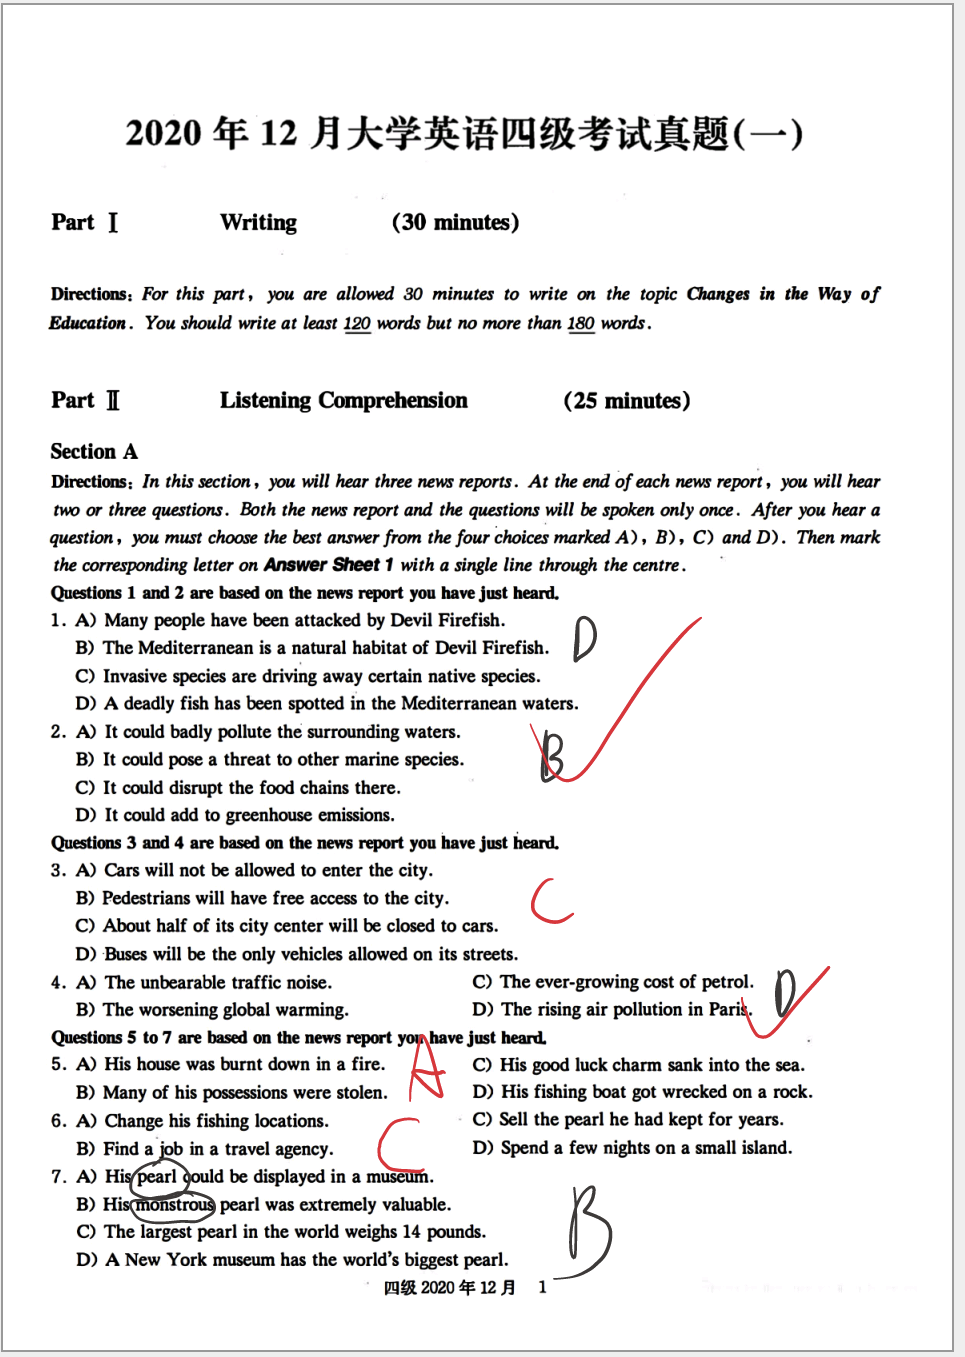 2020 年 12 月大学英语四级考试真题(一)
Part Ⅰ Writing (30 minutes)
Directions: For this part, you are allowed 30 minutes to write on the topic Changes in the Way of
Education. You should write at least 120 words but no more than 180 words.
Part Ⅱ Listening Comprehension (25 minutes)
Section A
Directions: In this section, you will hear three news reports. At the end of each news report, you will hear
two or three questions. Both the news report and the questions will be spoken only once. After you hear a
question, you must choose the best answer from the four choices marked A), B), C) and D). Then mark
the corresponding letter on Answer Sheet 1 with a single line through the centre.
Questions 1 and 2 are based on the news report you have just heard.
1. A) Many people have been attacked by Devil Firefish.
B) The Mediterranean is a natural habitat of Devil Firefish. D
C) Invasive species are driving away certain native species.
D) A deadly fish has been spotted in the Mediterranean waters.
2. A) It could badly pollute the surrounding waters.
B) It could pose a threat to other marine species. B
C) It could disrupt the food chains there.
D) It could add to greenhouse emissions.
Questions 3 and 4 are based on the news report you have just heard.
3. A) Cars will not be allowed to enter the city.
B) Pedestrians will have free access to the city. C
C) About half of its city center will be closed to cars.
D) Buses will be the only vehicles allowed on its streets.
4. A) The unbearable traffic noise. C) The ever-growing cost of petrol. D
B) The worsening global warming. D) The rising air pollution in Paris.
Questions 5 to 7 are based on the news report you have just heard.
5. A) His house was burnt down in a fire. A C) His good luck charm sank into the sea.
B) Many of his possessions were stolen. D) His fishing boat got wrecked on a rock.
6. A) Change his fishing locations. C C) Sell the pearl he had kept for years.
B) Find a job in a travel agency. D) Spend a few nights on a small island.
7. A) His pearl could be displayed in a museum.
B) His monstrous pearl was extremely valuable. B
C) The largest pearl in the world weighs 14 pounds.
D) A New York museum has the world's biggest pearl.
四级 2020 年 12 月 1